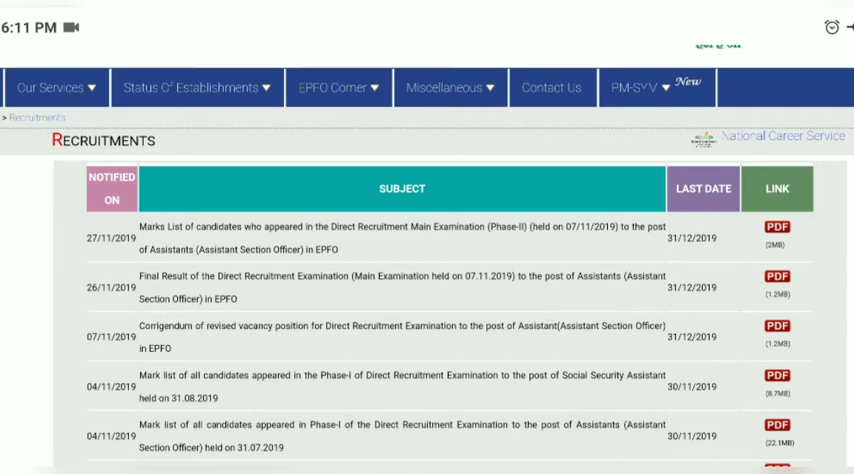 6:11 PM
Our Services
Status Of Establishments
EPFO Corner
Miscellaneous
Contact Us
PM-SYV
New
> Recruitments
RECRUITMENTS
National Career Service
NOTIFIED ON
SUBJECT
LAST DATE
LINK
27/11/2019
Marks List of candidates who appeared in the Direct Recruitment Main Examination (Phase-II) (held on 07/11/2019) to the post
of Assistants (Assistant Section Officer) in EPFO
31/12/2019
PDF
(2MB)
26/11/2019
Final Result of the Direct Recruitment Examination (Main Examination held on 07.11.2019) to the post of Assistants (Assistant
Section Officer) in EPFO
31/12/2019
PDF
(1.2MB)
07/11/2019
Corrigendum of revised vacancy position for Direct Recruitment Examination to the post of Assistant(Assistant Section Officer)
in EPFO
31/12/2019
PDF
(1.2MB)
04/11/2019
Mark list of all candidates appeared in the Phase-I of Direct Recruitment Examination to the post of Social Security Assistant
held on 31.08.2019
30/11/2019
PDF
(8.7MB)
04/11/2019
Mark list of all candidates appeared in Phase-I of the Direct Recruitment Examination to the post of Assistants (Assistant
Section Officer) held on 31.07.2019
30/11/2019
PDF
(22.1MB)